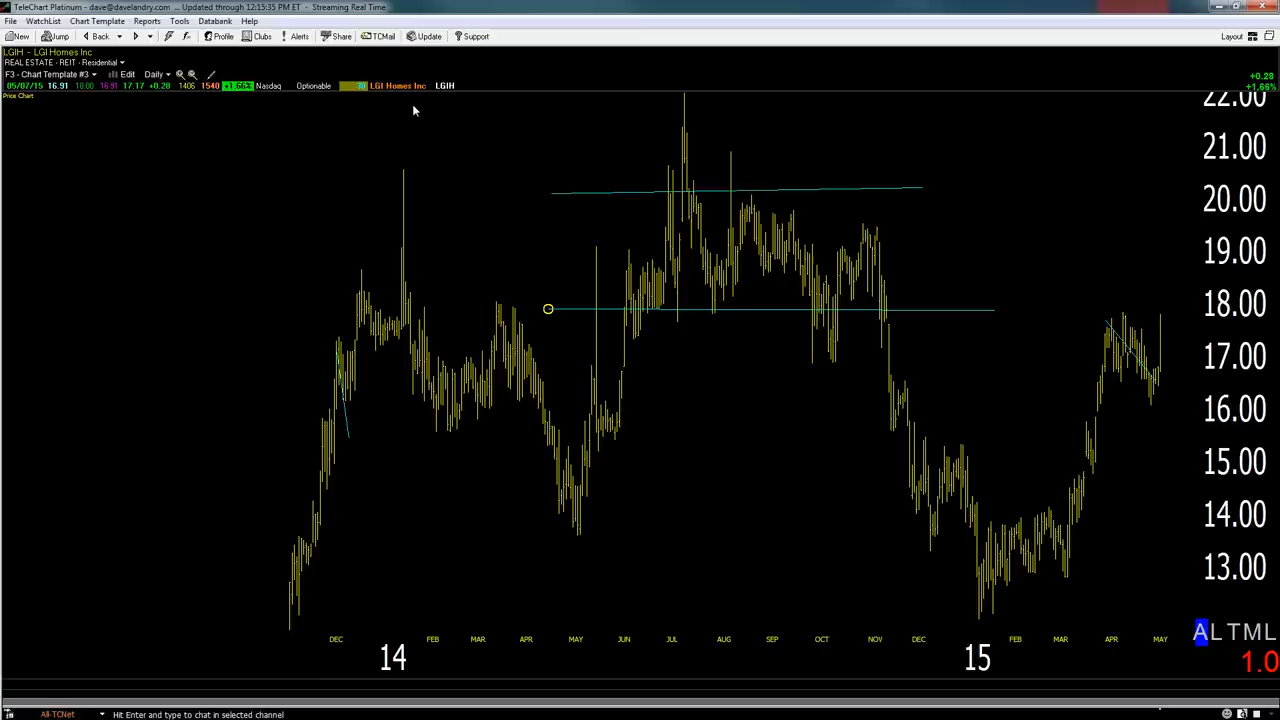 TeleChart Platinum - dave@davelandry.com ... Updated through 12:15:35 PM ET - Streaming Real Time
File WatchList Chart Template Reports Tools Databank Help
New Jump Back Profile Clubs Alerts Share TCMail Update Support Layout
LGIH - LGI Homes Inc
REAL ESTATE - REIT - Residential
F3 - Chart Template #3 Edit Daily
+0.28
05/07/15 16.91 18.00 16.91 17.17 +0.28 1406 1540 +1.66% Nasdaq Optionable LGI Homes Inc LGIH +1.66%
Price Chart
22.00
21.00
20.00
19.00
18.00
17.00
16.00
15.00
14.00
13.00
ALTML
DEC FEB MAR APR MAY JUN JUL AUG SEP OCT NOV DEC FEB MAR APR MAY
14 15 1.0
All-TCNet Hit Enter and type to chat in selected channel